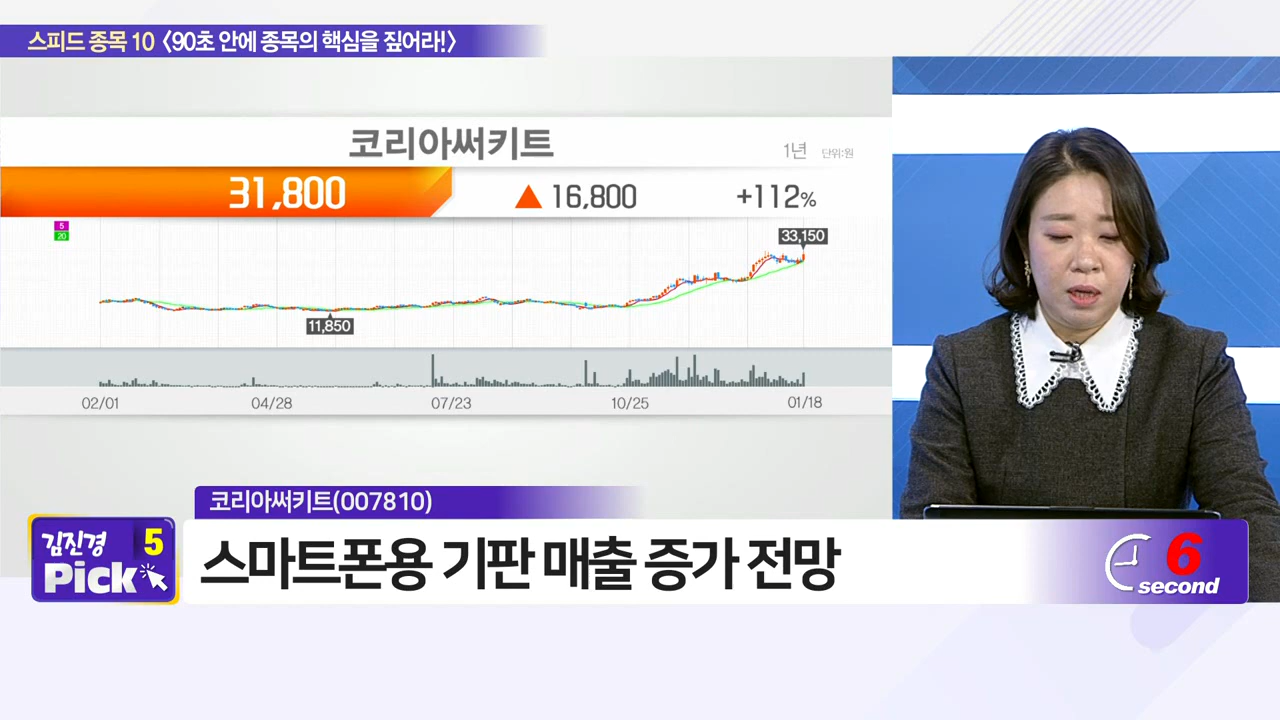 스피드 종목 10 〈90초 안에 종목의 핵심을 짚어라!〉
코리아써키트
1년 단위:원
31,800 ▲ 16,800 +112%
5
20
33,150
11,850
02/01 04/28 07/23 10/25 01/18
코리아써키트(007810)
김진경 5
Pick
스마트폰용 기판 매출 증가 전망
6
second